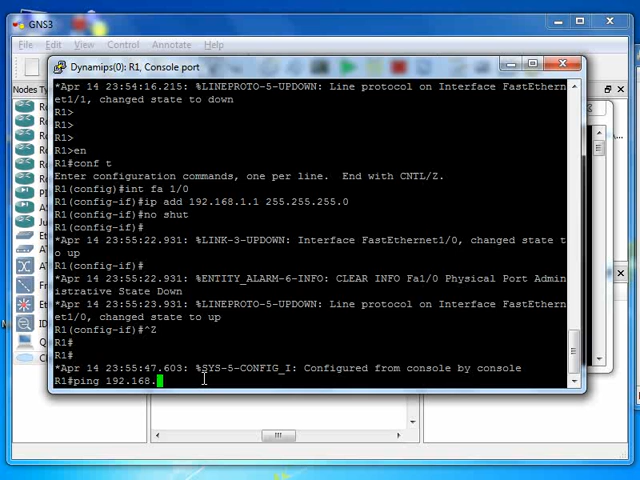 GNS3
File Edit View Control Annotate Help
Dynamips(0): R1, Console port
Nodes Types
*Apr 14 23:54:16.215: %LINEPROTO-5-UPDOWN: Line protocol on Interface FastEthern
et1/1, changed state to down
R1>
R1>
R1>
R1>en
R1#conf t
Enter configuration commands, one per line.  End with CNTL/Z.
R1(config)#int fa 1/0
R1(config-if)#ip add 192.168.1.1 255.255.255.0
R1(config-if)#no shut
R1(config-if)#
*Apr 14 23:55:22.931: %LINK-3-UPDOWN: Interface FastEthernet1/0, changed state t
o up
R1(config-if)#
*Apr 14 23:55:22.931: %ENTITY_ALARM-6-INFO: CLEAR INFO Fa1/0 Physical Port Admin
istrative State Down
*Apr 14 23:55:23.931: %LINEPROTO-5-UPDOWN: Line protocol on Interface FastEthern
et1/0, changed state to up
R1(config-if)#^Z
R1#
R1#
*Apr 14 23:55:47.603: %SYS-5-CONFIG_I: Configured from console by console
R1#ping 192.168.